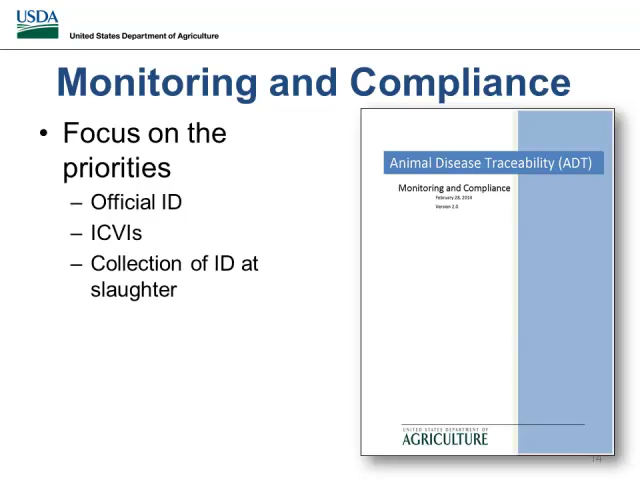 USDA
United States Department of Agriculture
Monitoring and Compliance
• Focus on the
priorities
– Official ID
– ICVIs
– Collection of ID at
slaughter
Animal Disease Traceability (ADT)
Monitoring and Compliance
February 28, 2014
Version 2.0
UNITED STATES DEPARTMENT OF
AGRICULTURE
14